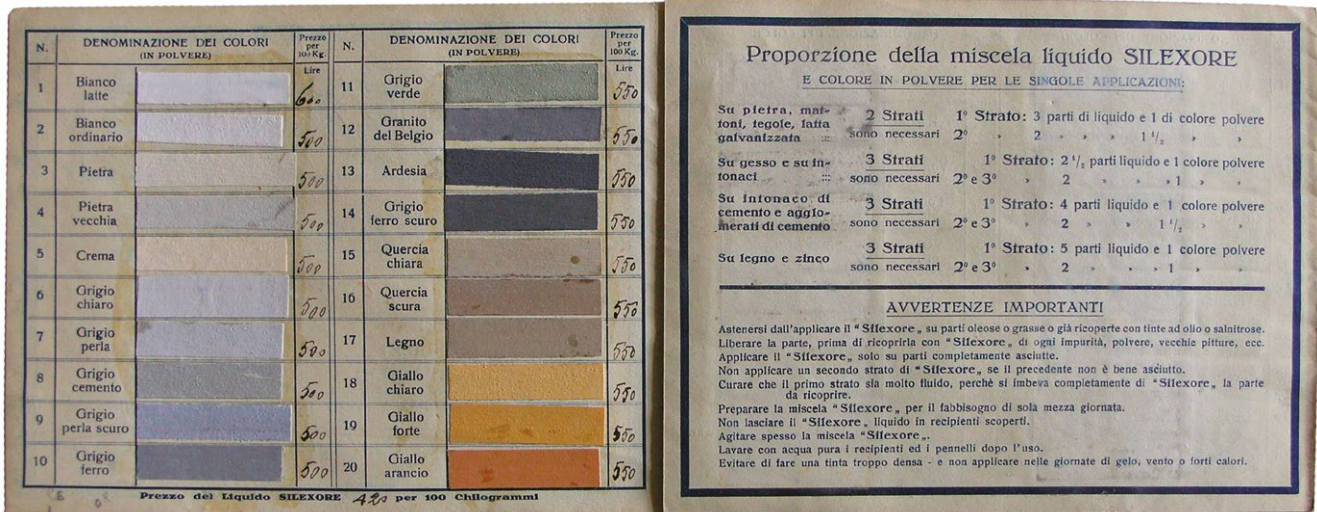 N.
DENOMINAZIONE DEI COLORI
(IN POLVERE)
Prezzo per 100 Kg.
Lire
1 Bianco latte 600
2 Bianco ordinario 500
3 Pietra 500
4 Pietra vecchia 500
5 Crema 500
6 Grigio chiaro 500
7 Grigio perla 500
8 Grigio cemento 500
9 Grigio perla scuro 500
10 Grigio ferro 500
N.
DENOMINAZIONE DEI COLORI
(IN POLVERE)
Prezzo per 100 Kg.
Lire
11 Grigio verde 550
12 Granito del Belgio 550
13 Ardesia 550
14 Grigio ferro scuro 550
15 Quercia chiara 550
16 Quercia scura 550
17 Legno 550
18 Giallo chiaro 550
19 Giallo forte 550
20 Giallo arancio 550
Prezzo del Liquido SILEXORE 420 per 100 Chilogrammi
Proporzione della miscela liquido SILEXORE
E COLORE IN POLVERE PER LE SINGOLE APPLICAZIONI:
Su pietra, mattoni, tegole, latta galvanizzata
2 Strati sono necessari
1º Strato: 3 parti di liquido e 1 di colore polvere
2º " 2 " " 1 1/2 " "
Su gesso e su intonaci
3 Strati sono necessari
1º Strato: 2 1/2 parti liquido e 1 colore polvere
2º e 3º " 2 " " " 1 " "
Su intonaco di cemento e agglomerati di cemento
3 Strati sono necessari
1º Strato: 4 parti liquido e 1 colore polvere
2º e 3º " 2 " " 1 1/2 " "
Su legno e zinco
3 Strati sono necessari
1º Strato: 5 parti liquido e 1 colore polvere
2º e 3º " 2 " " " 1 " "
AVVERTENZE IMPORTANTI
Astenersi dall'applicare il "Silexore„ su parti oleose o grasse o già ricoperte con tinte ad olio o salnitrose.
Liberare la parte, prima di ricoprirla con "Silexore„ di ogni impurità, polvere, vecchie pitture, ecc.
Applicare il "Silexore„ solo su parti completamente asciutte.
Non applicare un secondo strato di "Silexore„ se il precedente non è bene asciutto.
Curare che il primo strato sia molto fluido, perchè si imbeva completamente di "Silexore„ la parte
da ricoprire.
Preparare la miscela "Silexore„ per il fabbisogno di sola mezza giornata.
Non lasciare il "Silexore„ liquido in recipienti scoperti.
Agitare spesso la miscela "Silexore„.
Lavare con acqua pura i recipienti ed i pennelli dopo l'uso.
Evitare di fare una tinta troppo densa - e non applicare nelle giornate di gelo, vento o forti calori.